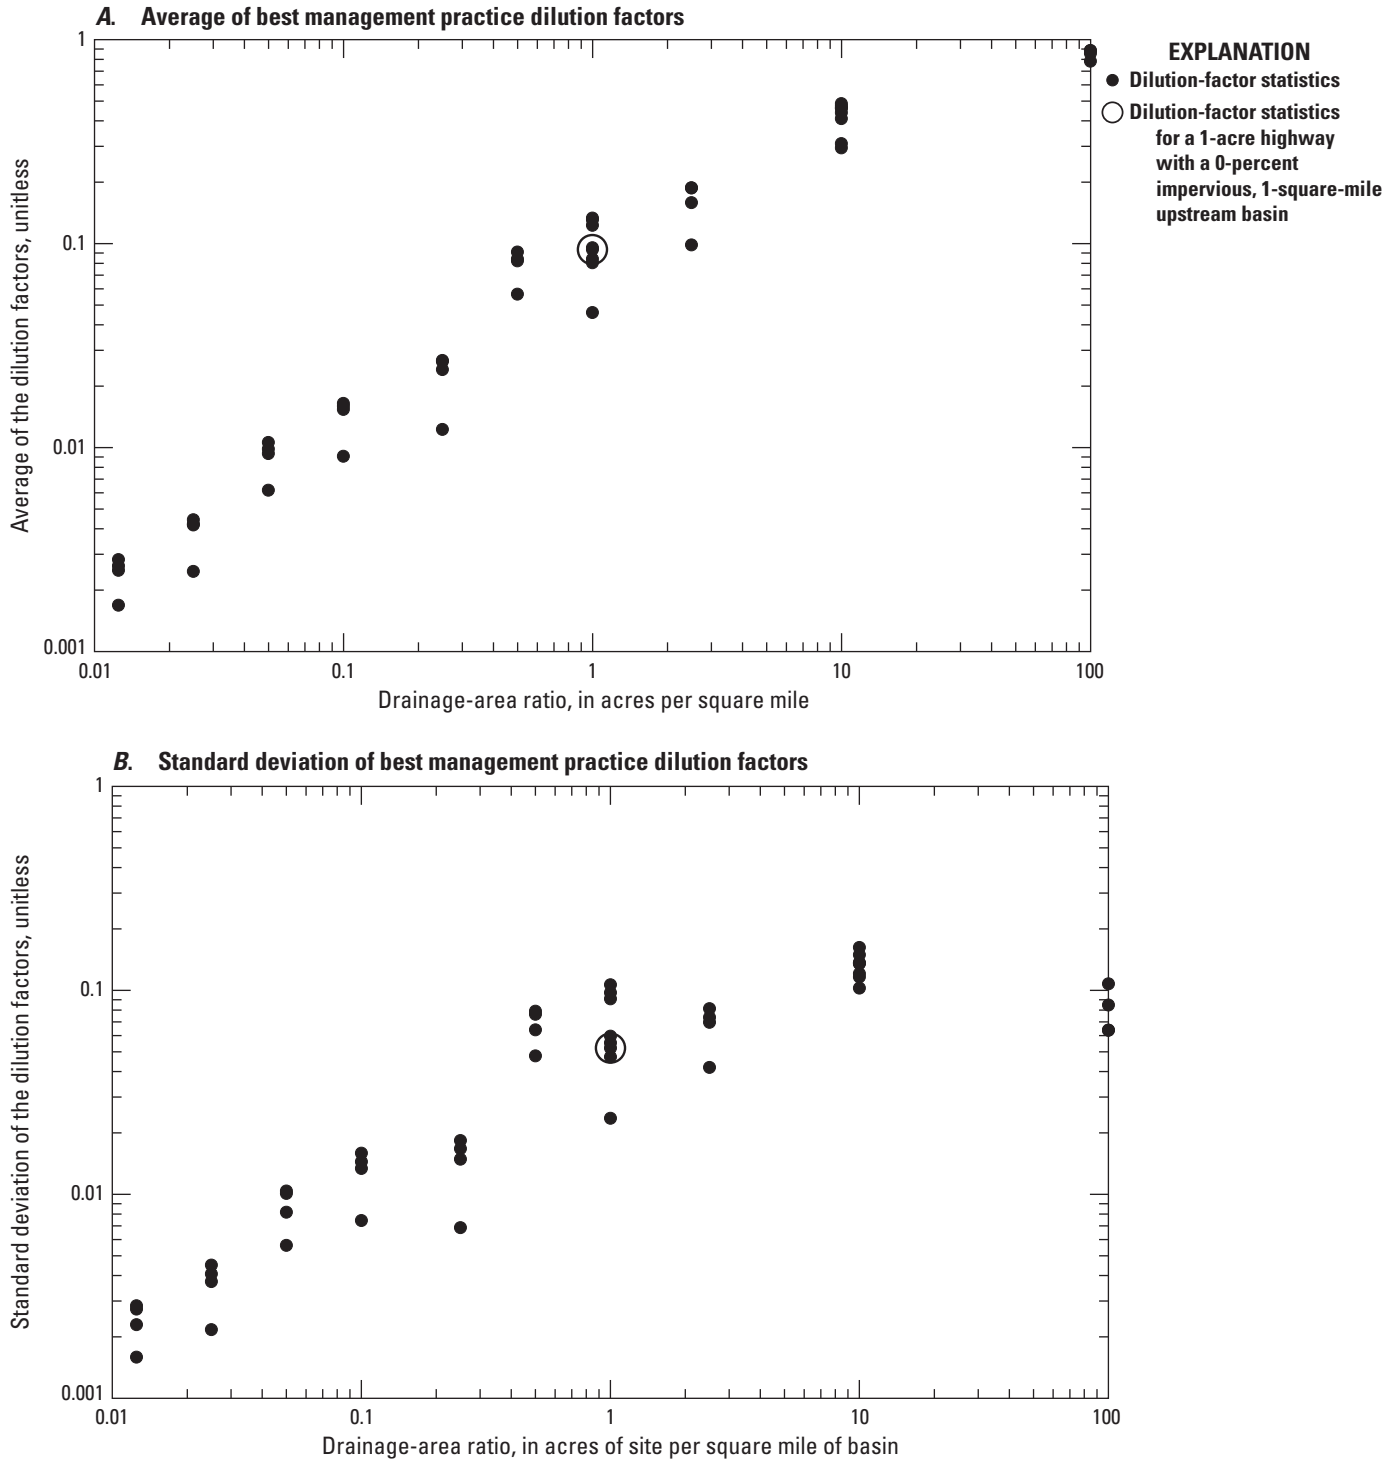 A. Average of best management practice dilution factors
1
0.1
0.01
0.001
Average of the dilution factors, unitless
0.01 0.1 1 10 100
Drainage-area ratio, in acres per square mile
EXPLANATION
Dilution-factor statistics
Dilution-factor statistics
for a 1-acre highway
with a 0-percent
impervious, 1-square-mile
upstream basin
B. Standard deviation of best management practice dilution factors
1
0.1
0.01
0.001
Standard deviation of the dilution factors, unitless
0.01 0.1 1 10 100
Drainage-area ratio, in acres of site per square mile of basin